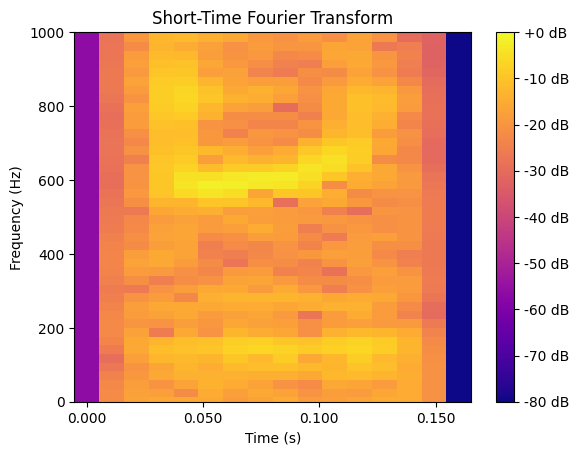 Short-Time Fourier Transform
Frequency (Hz)
1000
800
600
400
200
0
0.000
0.050
0.100
0.150
Time (s)
+0 dB
-10 dB
-20 dB
-30 dB
-40 dB
-50 dB
-60 dB
-70 dB
-80 dB